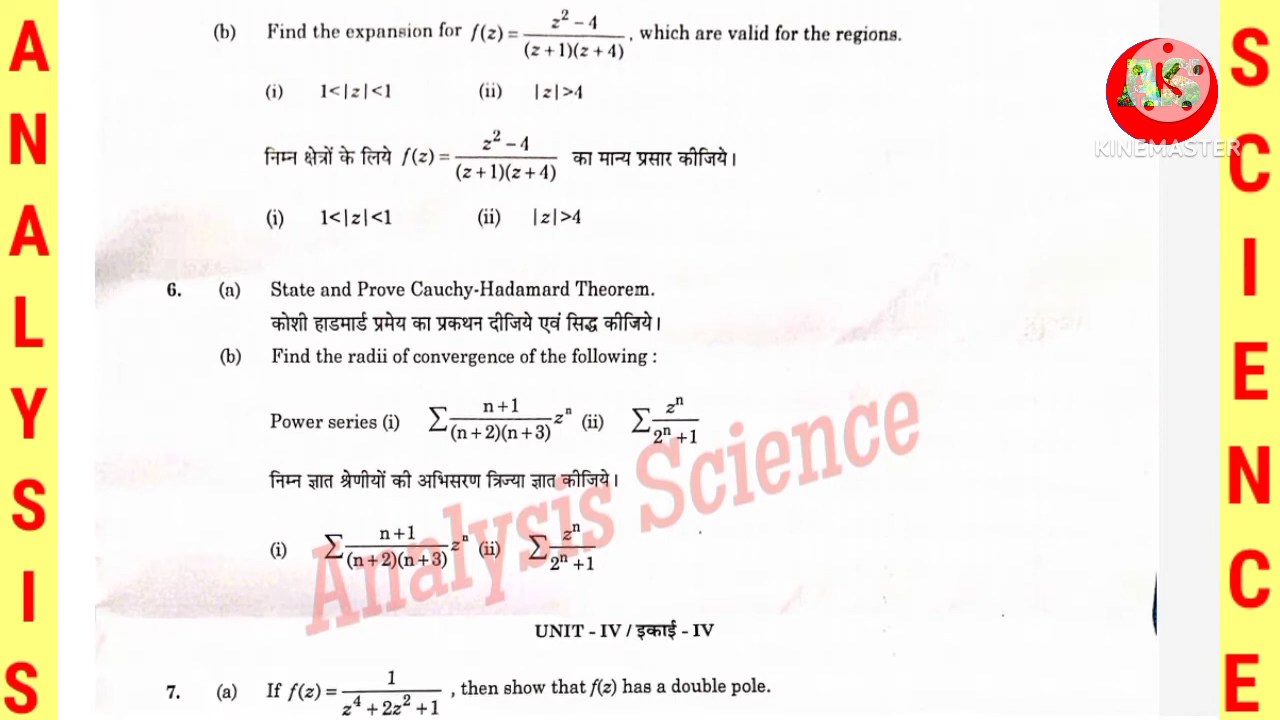 A
N
A
L
Y
S
I
S
(b) Find the expansion for f(z) = (z² – 4)/((z + 1)(z + 4)), which are valid for the regions.
(i) 1<|z|<1 (ii) |z|>4
निम्न क्षेत्रों के लिये f(z) = (z² – 4)/((z + 1)(z + 4)) का मान्य प्रसार कीजिये।
(i) 1<|z|<1 (ii) |z|>4
6. (a) State and Prove Cauchy-Hadamard Theorem.
कोशी हाडमार्ड प्रमेय का प्रकथन दीजिये एवं सिद्ध कीजिये।
(b) Find the radii of convergence of the following :
Power series (i) ∑ (n+1)/((n+2)(n+3)) zⁿ (ii) ∑ zⁿ/(2ⁿ+1)
निम्न ज्ञात श्रेणीयों की अभिसरण त्रिज्या ज्ञात कीजिये।
(i) ∑ (n+1)/((n+2)(n+3)) zⁿ (ii) ∑ zⁿ/(2ⁿ+1)
Analysis Science
UNIT - IV / इकाई - IV
7. (a) If f(z) = 1/(z⁴ + 2z² + 1), then show that f(z) has a double pole.
AS
KINEMASTER
S
C
I
E
N
C
E